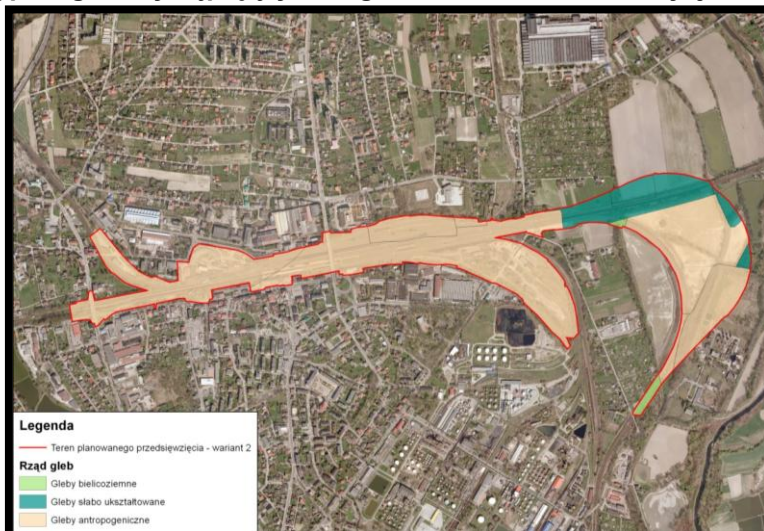 Legenda
Teren planowanego przedsięwzięcia - wariant 2
Rząd gleb
Gleby bielicoziemne
Gleby słabo ukształtowane
Gleby antropogeniczne